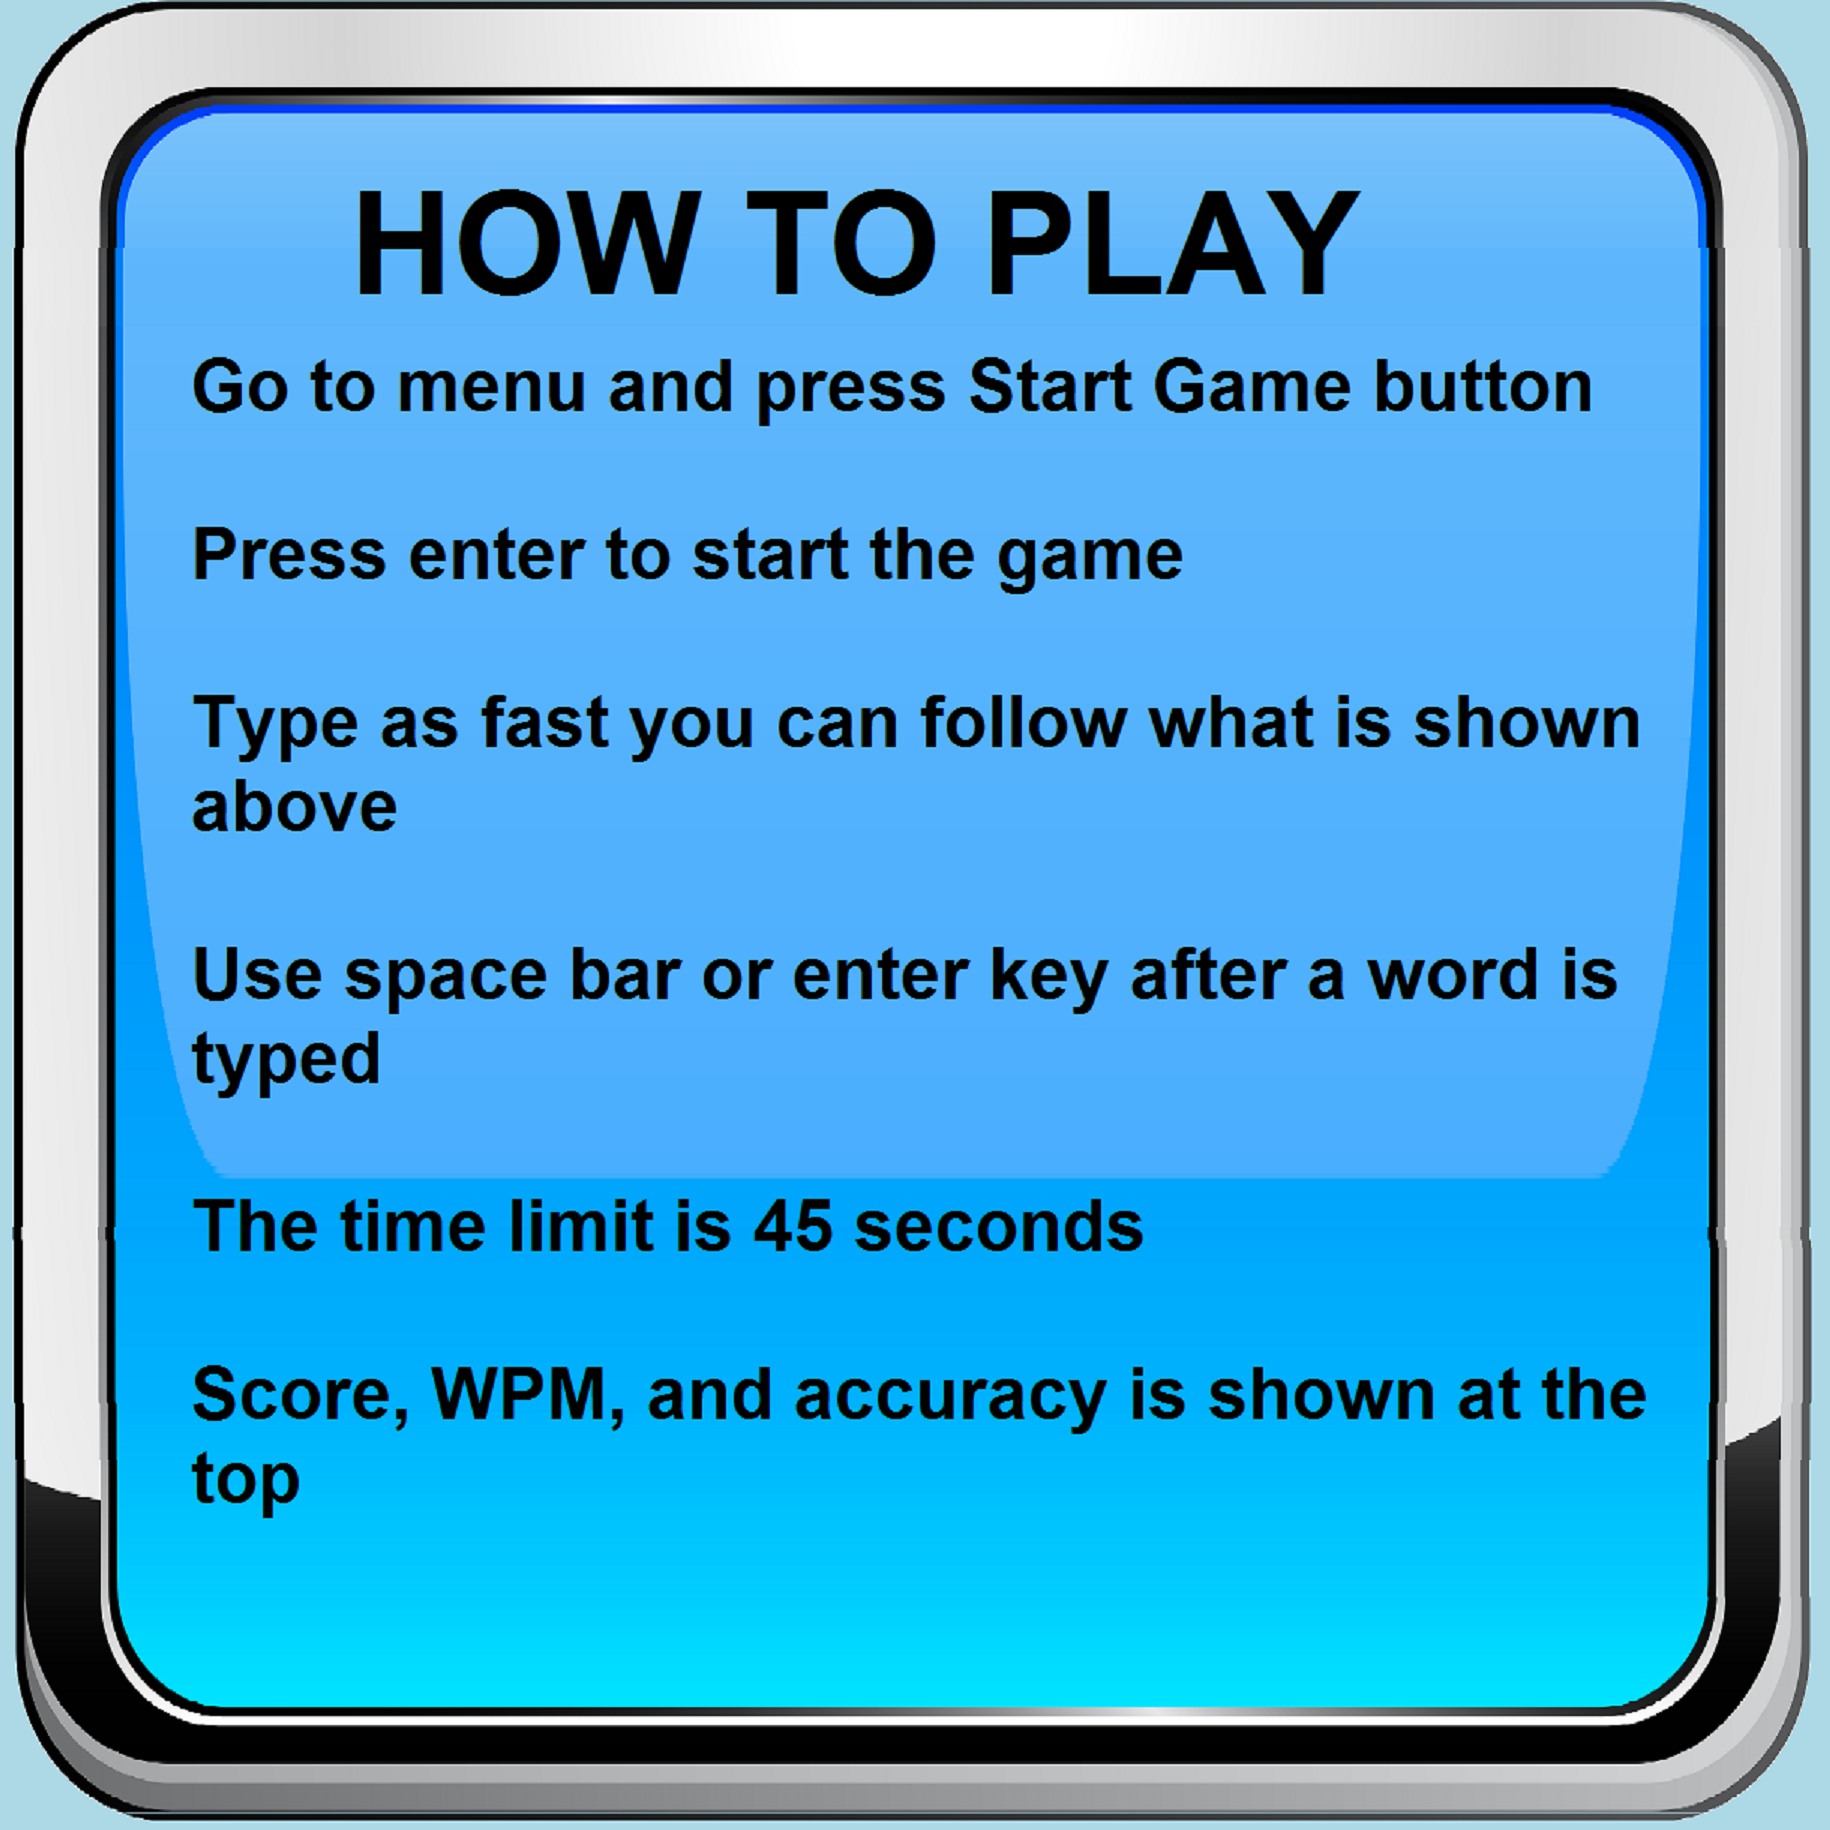 HOW TO PLAY
Go to menu and press Start Game button
Press enter to start the game
Type as fast you can follow what is shown
above
Use space bar or enter key after a word is
typed
The time limit is 45 seconds
Score, WPM, and accuracy is shown at the
top